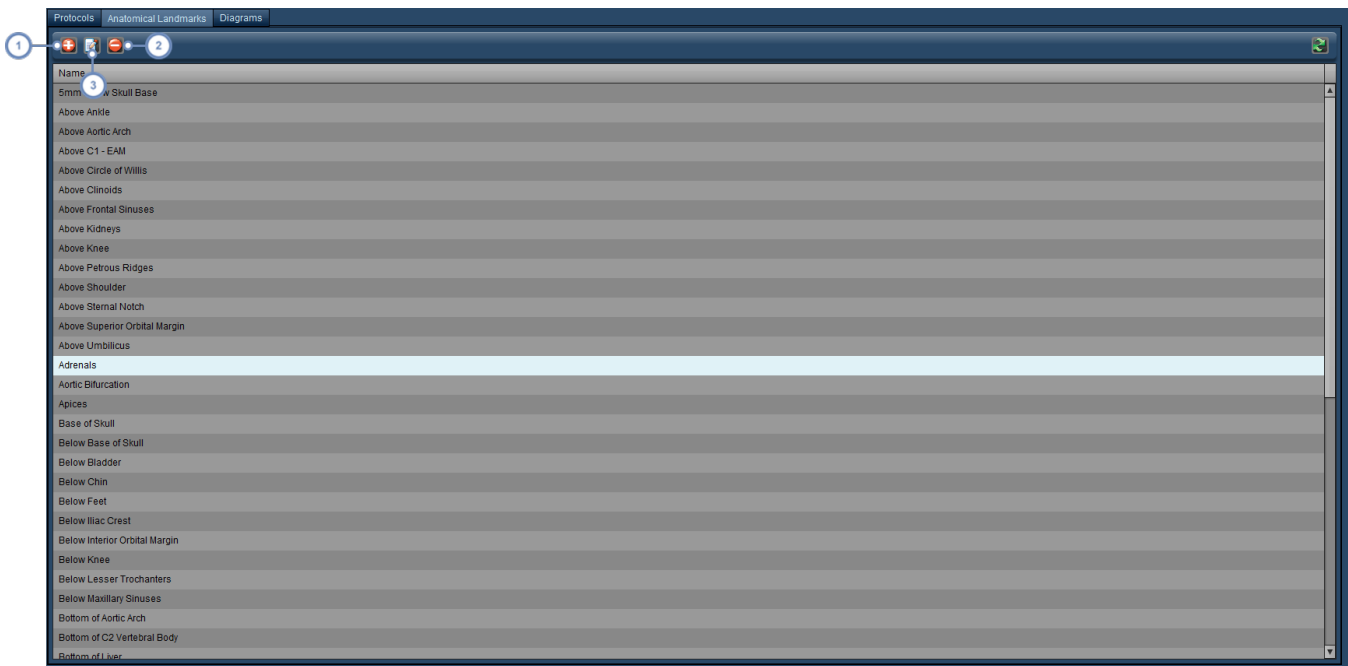 Protocols Anatomical Landmarks Diagrams
1
2
3
Name
5mm w Skull Base
Above Ankle
Above Aortic Arch
Above C1 - EAM
Above Circle of Willis
Above Clinoids
Above Frontal Sinuses
Above Kidneys
Above Knee
Above Petrous Ridges
Above Shoulder
Above Sternal Notch
Above Superior Orbital Margin
Above Umbilicus
Adrenals
Aortic Bifurcation
Apices
Base of Skull
Below Base of Skull
Below Bladder
Below Chin
Below Feet
Below Iliac Crest
Below Interior Orbital Margin
Below Knee
Below Lesser Trochanters
Below Maxillary Sinuses
Bottom of Aortic Arch
Bottom of C2 Vertebral Body
Bottom of Liver